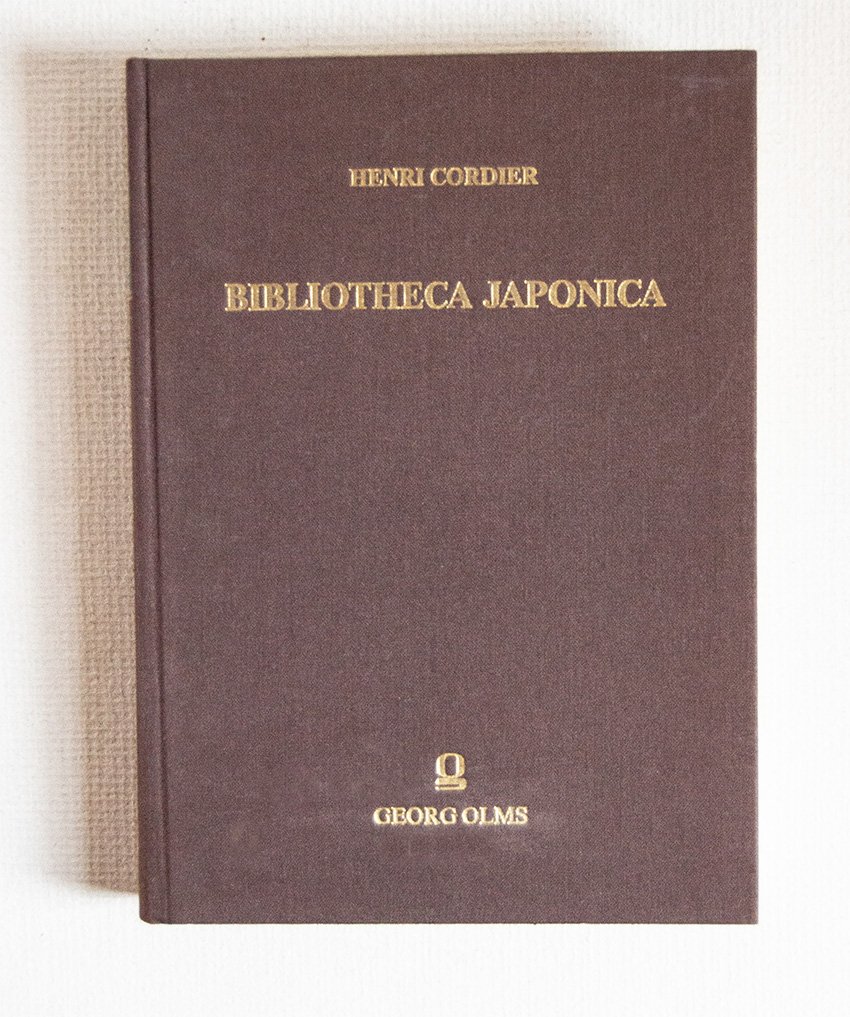 HENRI CORDIER
BIBLIOTHECA JAPONICA
GEORG OLMS